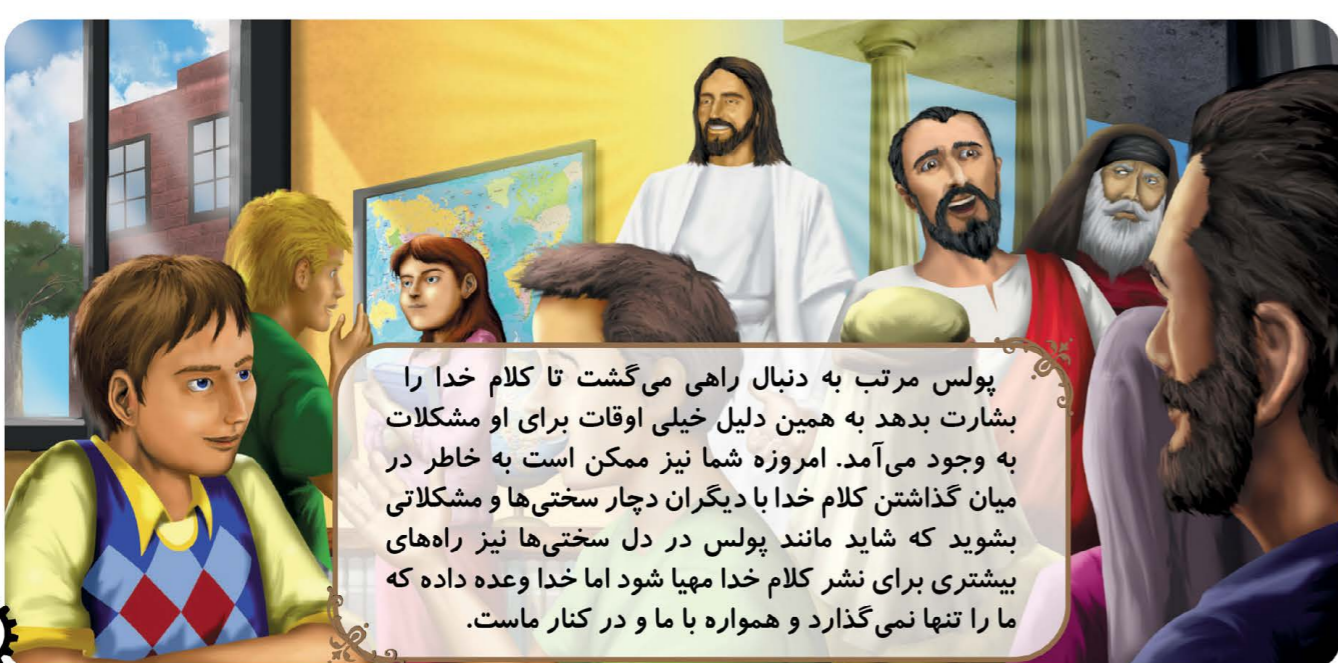 پولس مرتب به دنبال راهی می‌گشت تا کلام خدا را
بشارت بدهد به همین دلیل خیلی اوقات برای او مشکلات
به وجود می‌آمد. امروزه شما نیز ممکن است به خاطر در
میان گذاشتن کلام خدا با دیگران دچار سختی‌ها و مشکلاتی
بشوید که شاید مانند پولس در دل سختی‌ها نیز راه‌های
بیشتری برای نشر کلام خدا مهیا شود اما خدا وعده داده که
ما را تنها نمی‌گذارد و همواره با ما و در کنار ماست.